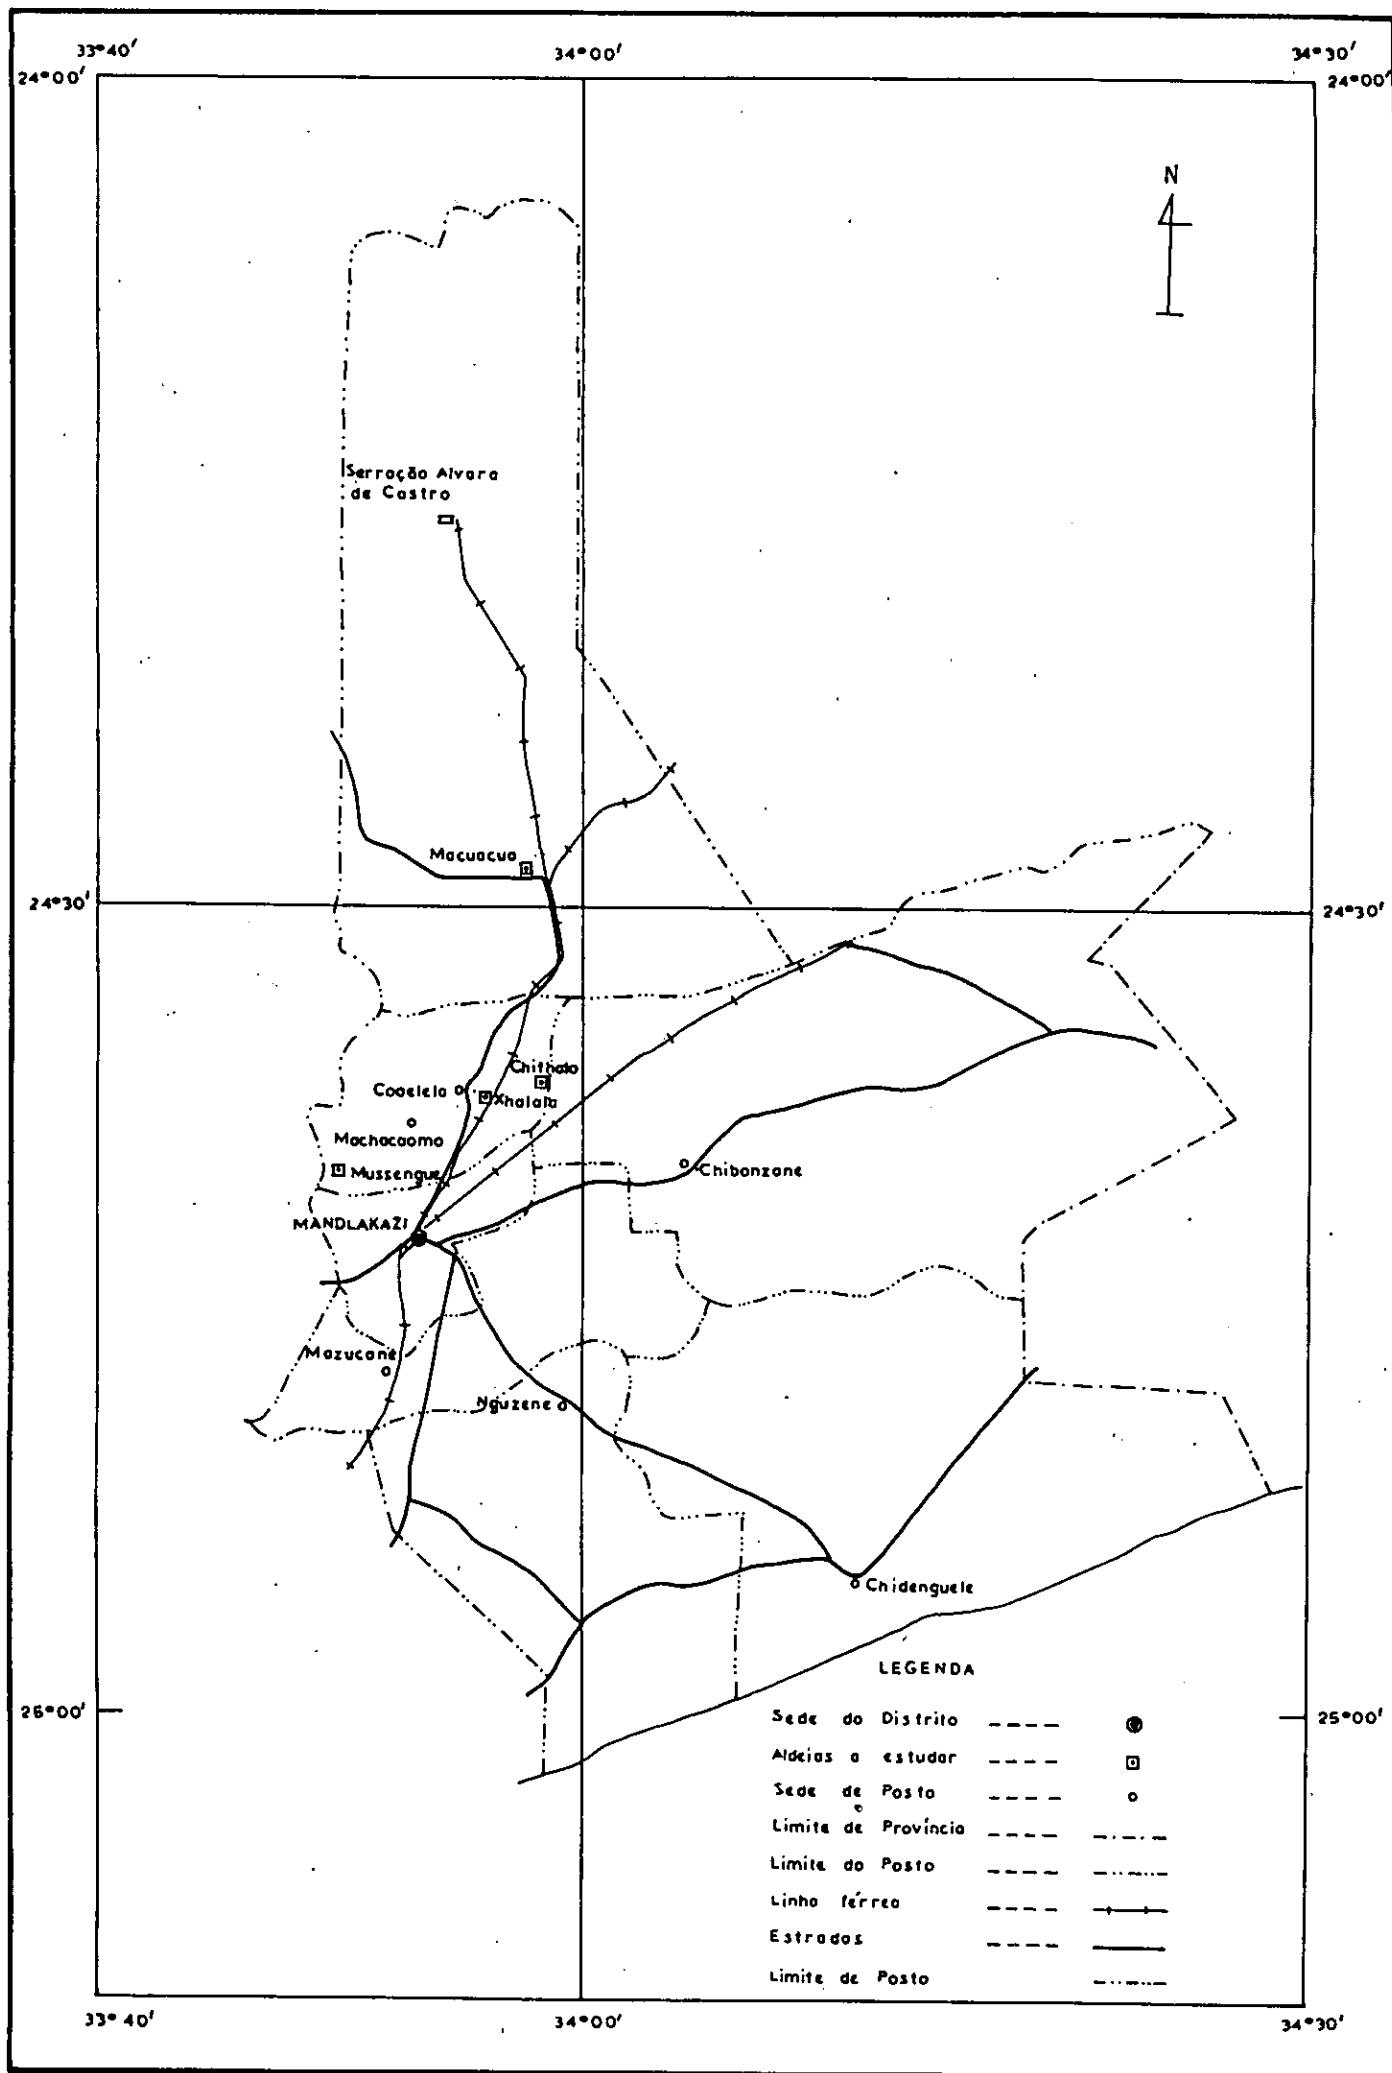 33°40'
34°00'
34°30'
24°00'
24°00'
N
Serração Alvara
de Castro
Macuacua
24°30'
24°30'
Chithalo
Coaelela
Xhalala
Machacaomo
Mussengue
Chibonzane
MANDLAKAZI
Mazucane
Nguzene
Chidenguele
LEGENDA
25°00'
25°00'
Sede do Distrito
Aldeias a estudar
Sede de Posto
Limite de Província
Limite do Posto
Linha férrea
Estradas
Limite de Posto
33°40'
34°00'
34°30'